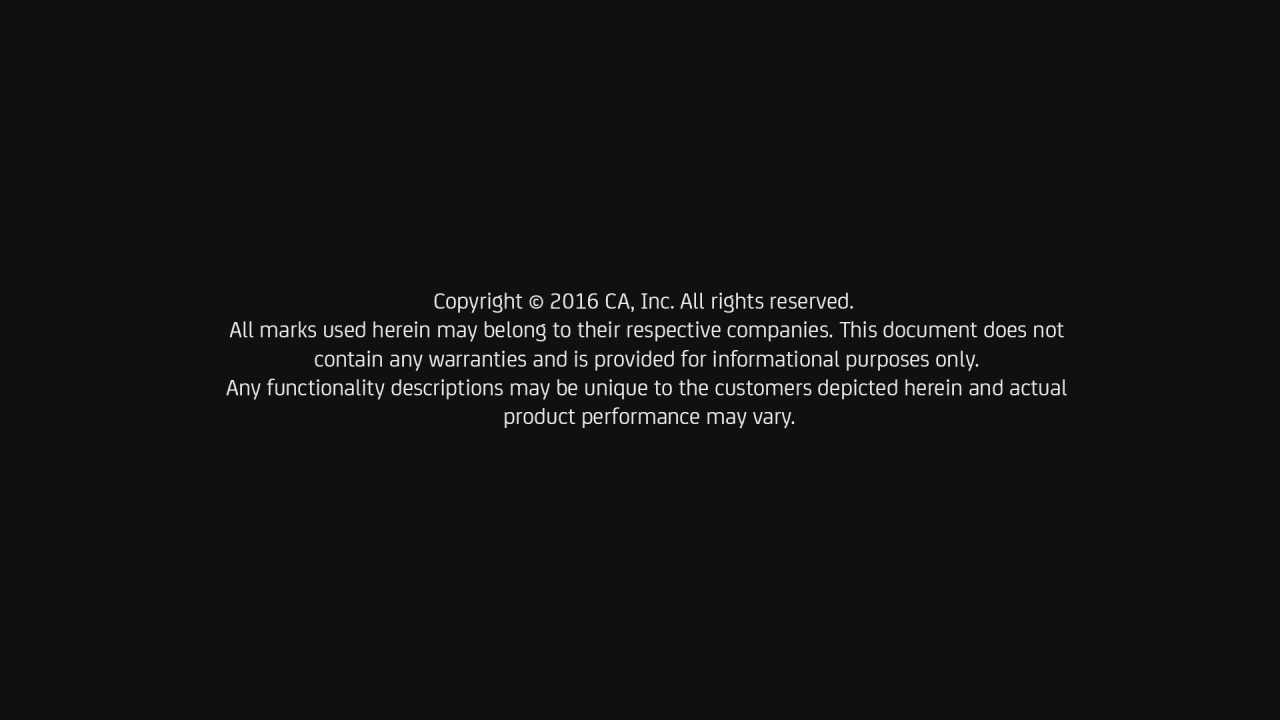 Copyright © 2016 CA, Inc. All rights reserved.
All marks used herein may belong to their respective companies. This document does not
contain any warranties and is provided for informational purposes only.
Any functionality descriptions may be unique to the customers depicted herein and actual
product performance may vary.